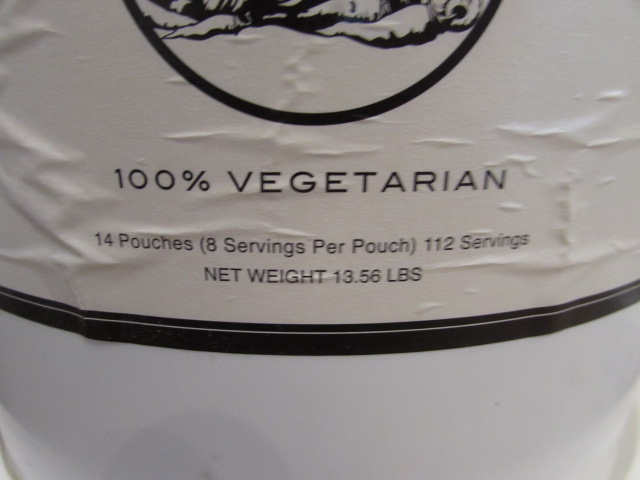 100% VEGETARIAN
14 Pouches (8 Servings Per Pouch) 112 Servings
NET WEIGHT 13.56 LBS